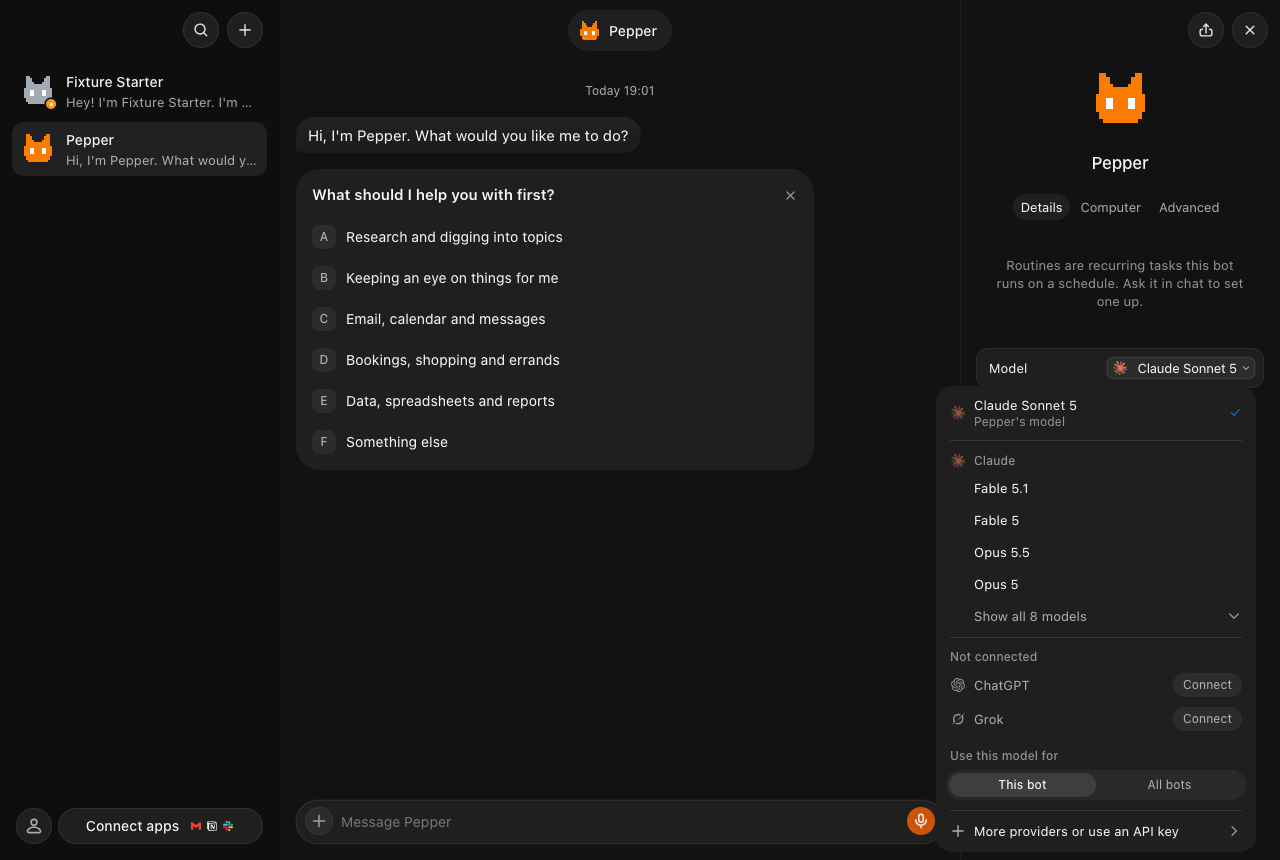 Fixture Starter
Hey! I'm Fixture Starter. I'm ...
Pepper
Hi, I'm Pepper. What would y...
Connect apps
Pepper
Today 19:01
Hi, I'm Pepper. What would you like me to do?
What should I help you with first?
A Research and digging into topics
B Keeping an eye on things for me
C Email, calendar and messages
D Bookings, shopping and errands
E Data, spreadsheets and reports
F Something else
Message Pepper
Pepper
Details Computer Advanced
Routines are recurring tasks this bot
runs on a schedule. Ask it in chat to set
one up.
Model Claude Sonnet 5
Claude Sonnet 5
Pepper's model
Claude
Fable 5.1
Fable 5
Opus 5.5
Opus 5
Show all 8 models
Not connected
ChatGPT Connect
Grok Connect
Use this model for
This bot All bots
More providers or use an API key